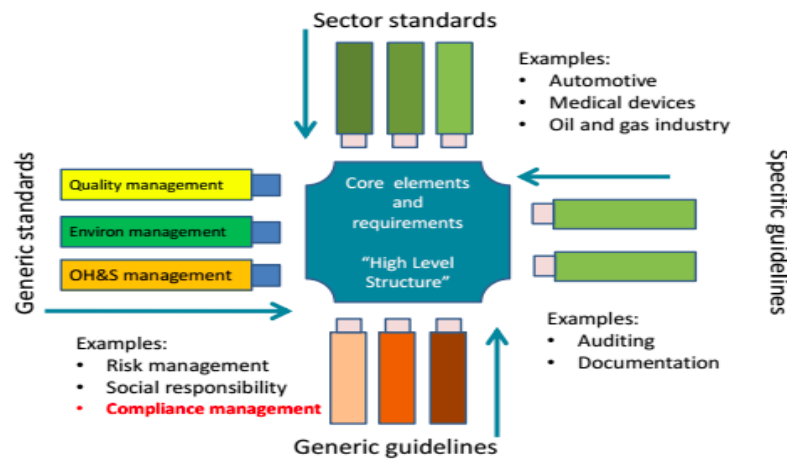 Sector standards
Examples:
• Automotive
• Medical devices
• Oil and gas industry
Generic standards
Quality management
Environ management
OH&S management
Core elements
and
requirements
“High Level
Structure”
Specific guidelines
Examples:
• Risk management
• Social responsibility
• Compliance management
Examples:
• Auditing
• Documentation
Generic guidelines